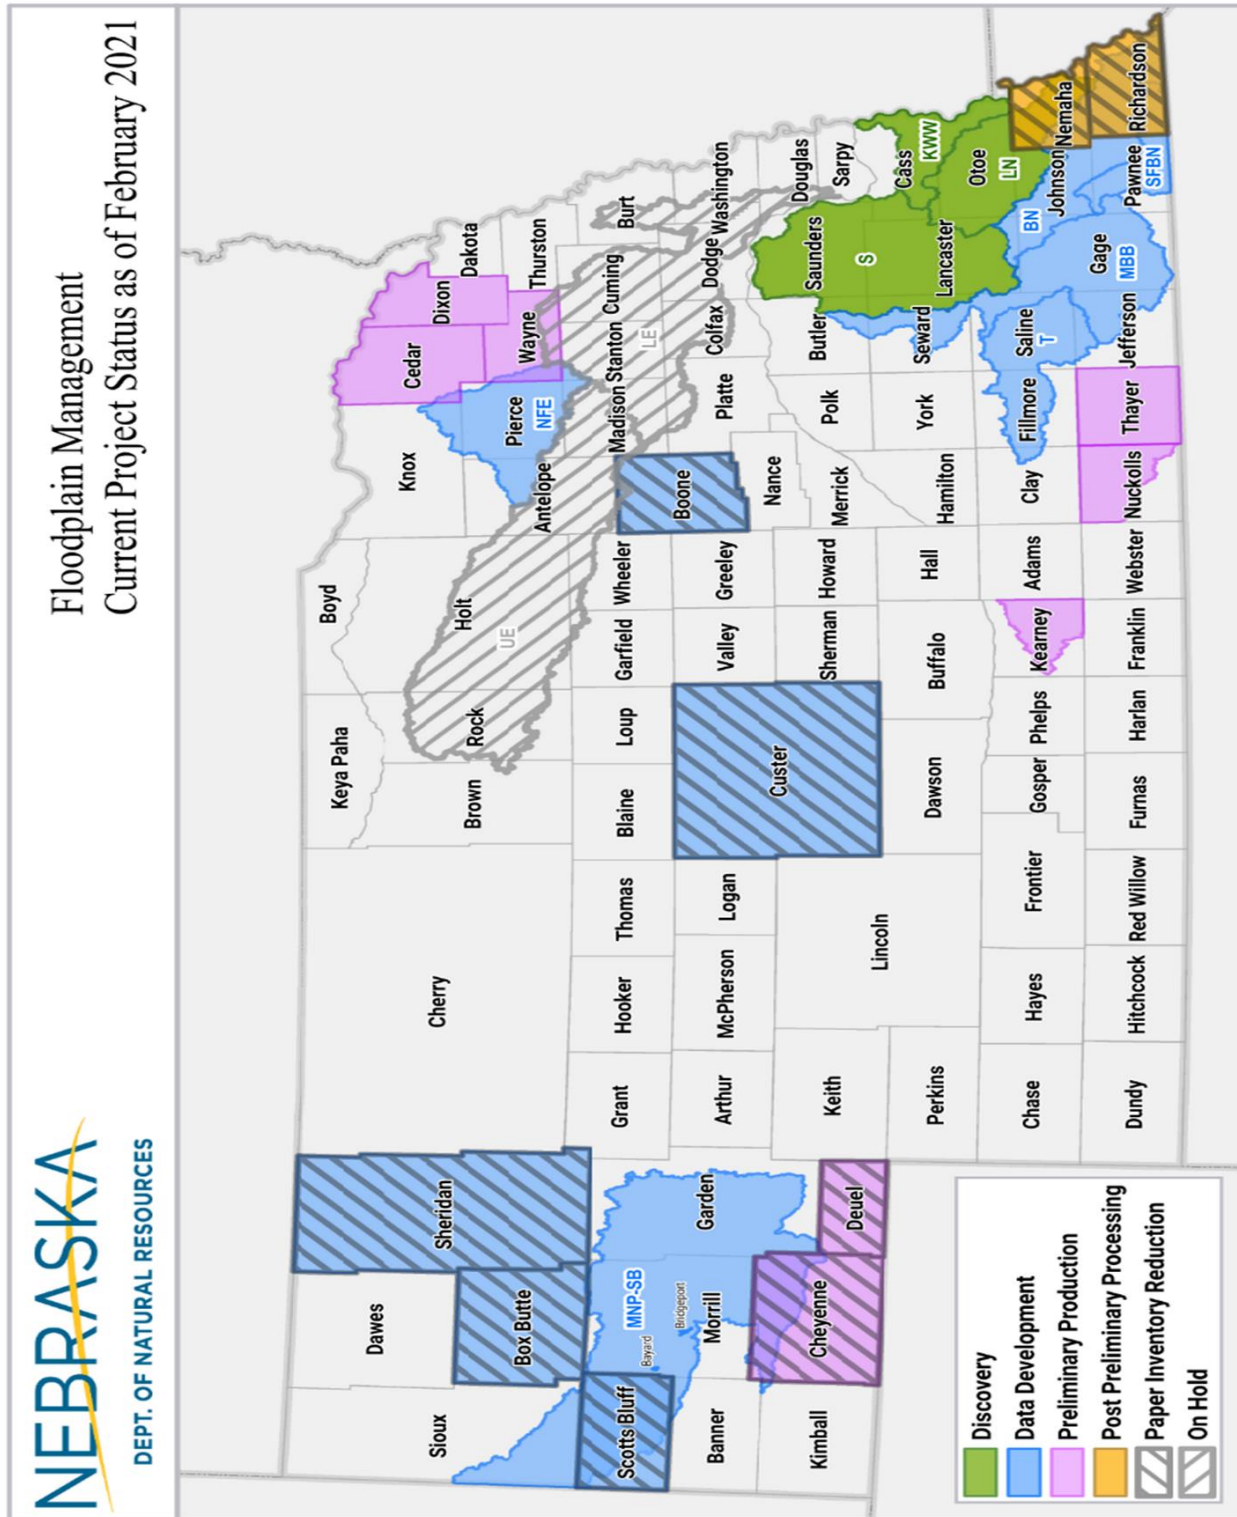 NEBRASKA
DEPT. OF NATURAL RESOURCES
Floodplain Management
Current Project Status as of February 2021
Sioux
Dawes
Sheridan
Box Butte
Scotts Bluff
Banner
Kimball
MNP-SB
Bayard
Bridgeport
Morrill
Garden
Cheyenne
Deuel
Cherry
Keya Paha
Boyd
Brown
Rock
Holt
UE
Knox
Antelope
Pierce
NFE
Cedar
Dixon
Dakota
Wayne
Thurston
Grant
Hooker
Thomas
Blaine
Loup
Garfield
Wheeler
Madison
Stanton
Cuming
Burt
LE
Arthur
McPherson
Logan
Custer
Valley
Greeley
Boone
Platte
Colfax
Dodge
Washington
Nance
Keith
Lincoln
Sherman
Howard
Merrick
Polk
Butler
Saunders
Douglas
Sarpy
S
Perkins
Dawson
Buffalo
Hall
Hamilton
York
Seward
Lancaster
Cass
KWW
Otoe
LN
Chase
Hayes
Frontier
Gosper
Phelps
Kearney
Adams
Clay
Fillmore
Saline
T
BN
Johnson
Nemaha
Dundy
Hitchcock
Red Willow
Furnas
Harlan
Franklin
Webster
Nuckolls
Thayer
Jefferson
Gage
MBB
Pawnee
SFBN
Richardson
Discovery
Data Development
Preliminary Production
Post Preliminary Processing
Paper Inventory Reduction
On Hold